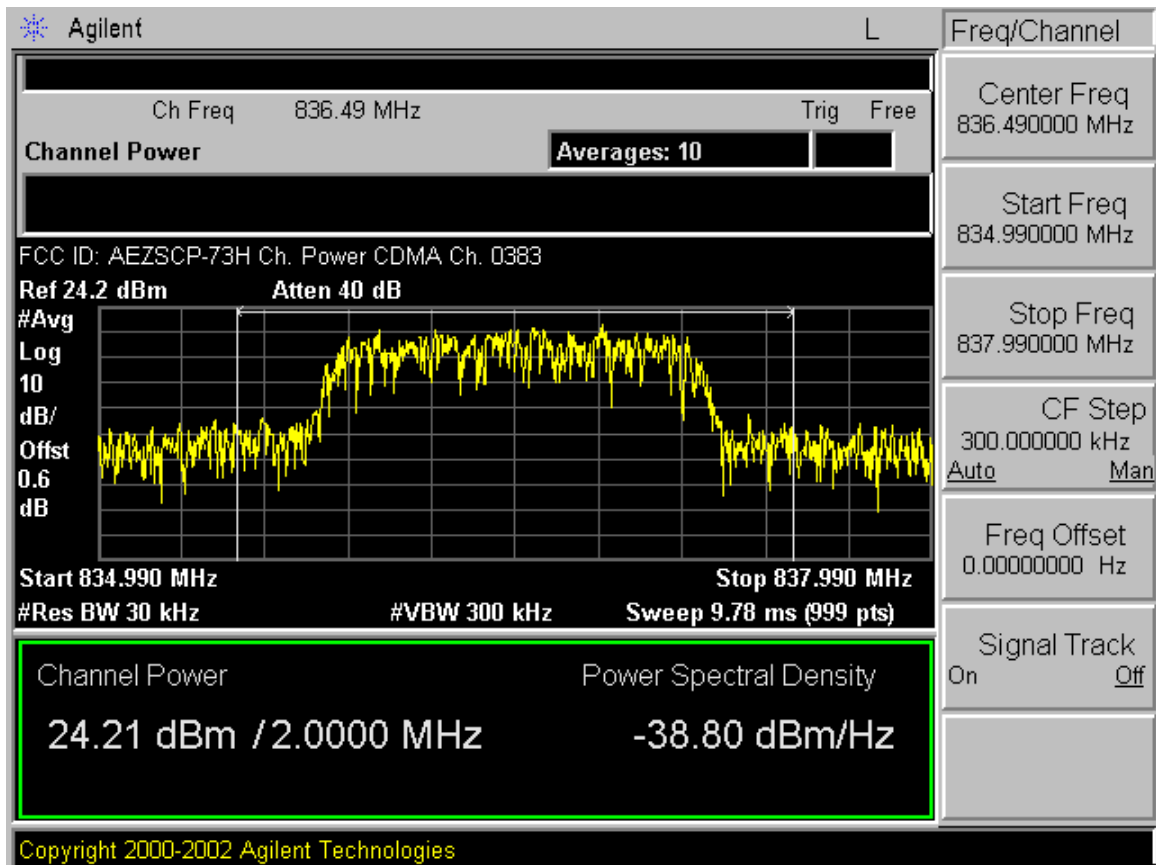 Agilent L
Ch Freq 836.49 MHz Trig Free
Channel Power Averages: 10
FCC ID: AEZSCP-73H Ch. Power CDMA Ch. 0383
Ref 24.2 dBm Atten 40 dB
#Avg
Log
10
dB/
Offst
0.6
dB
Start 834.990 MHz Stop 837.990 MHz
#Res BW 30 kHz #VBW 300 kHz Sweep 9.78 ms (999 pts)
Channel Power Power Spectral Density
24.21 dBm / 2.0000 MHz -38.80 dBm/Hz
Copyright 2000-2002 Agilent Technologies
Freq/Channel
Center Freq
836.490000 MHz
Start Freq
834.990000 MHz
Stop Freq
837.990000 MHz
CF Step
300.000000 kHz
Auto Man
Freq Offset
0.00000000 Hz
Signal Track
On Off